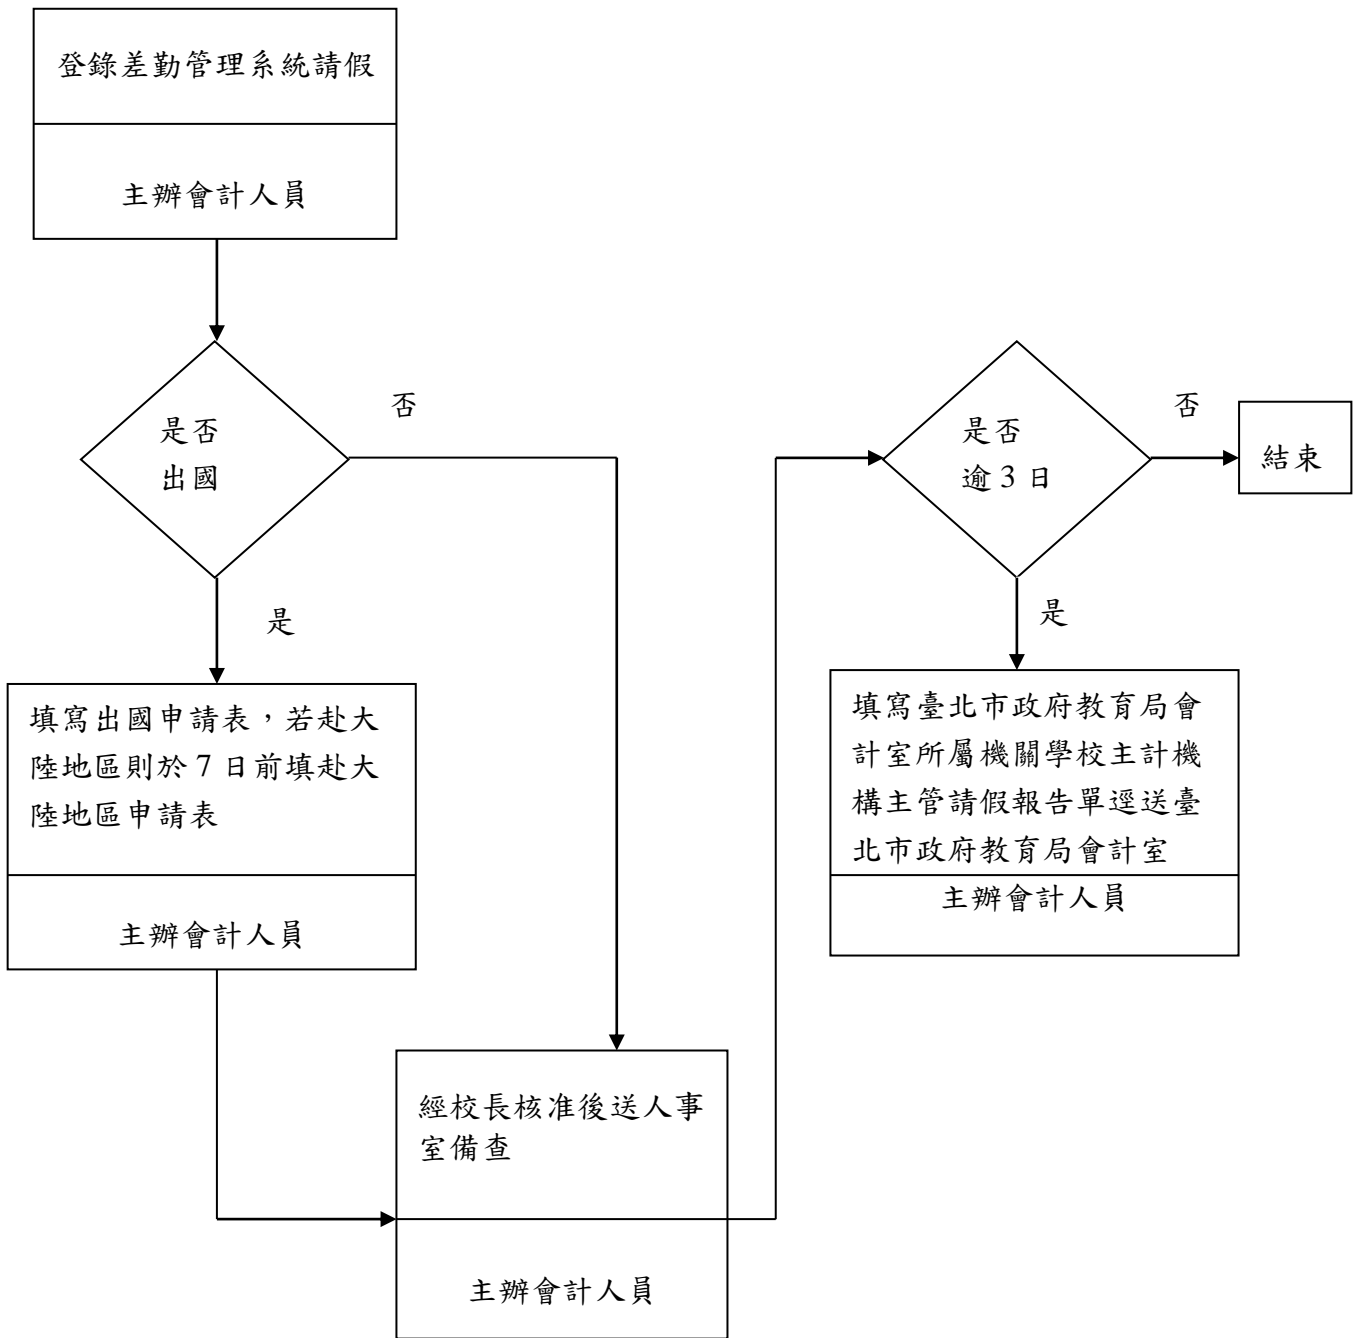 登錄差勤管理系統請假
主辦會計人員
是否
出國
否
是
填寫出國申請表，若赴大
陸地區則於 7 日前填赴大
陸地區申請表
主辦會計人員
經校長核准後送人事
室備查
主辦會計人員
是否
逾 3 日
否
結束
是
填寫臺北市政府教育局會
計室所屬機關學校主計機
構主管請假報告單逕送臺
北市政府教育局會計室
主辦會計人員